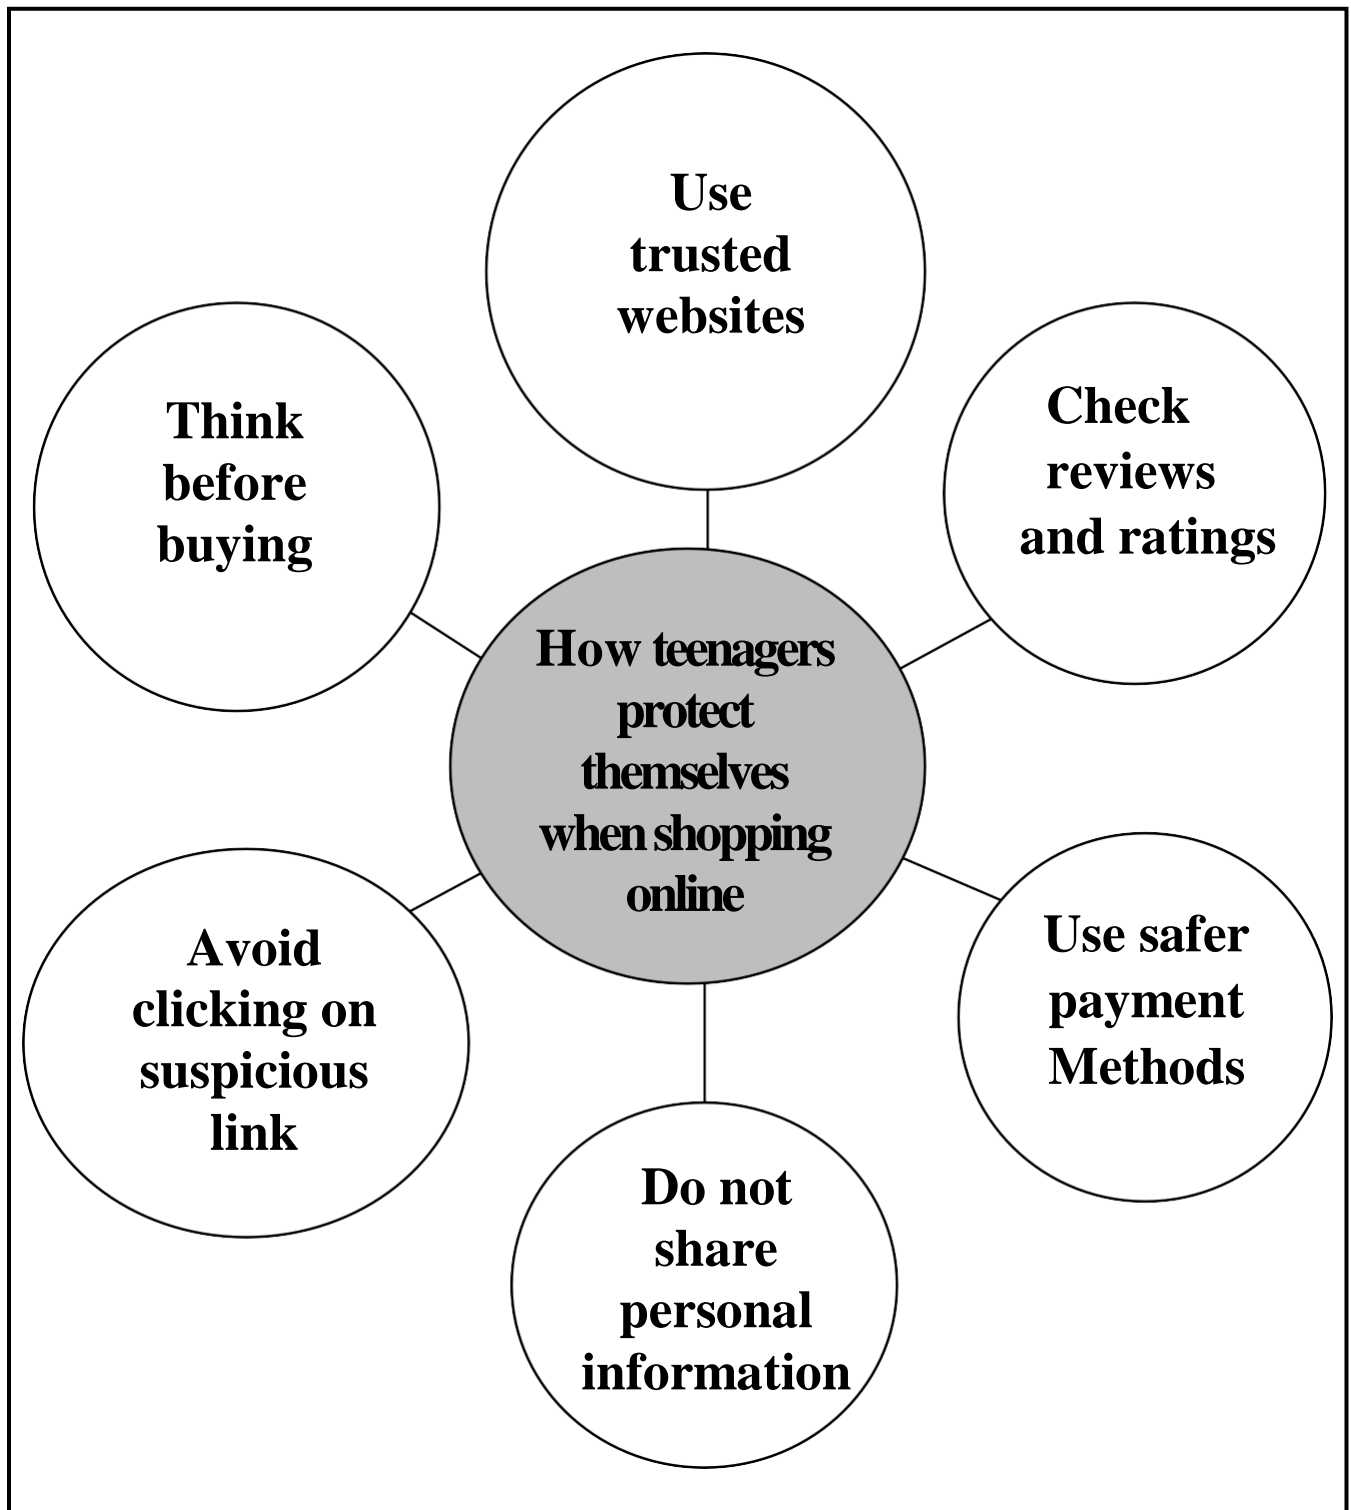 Use
trusted
websites
Think
before
buying
Check
reviews
and ratings
How teenagers
protect
themselves
when shopping
online
Avoid
clicking on
suspicious
link
Use safer
payment
Methods
Do not
share
personal
information